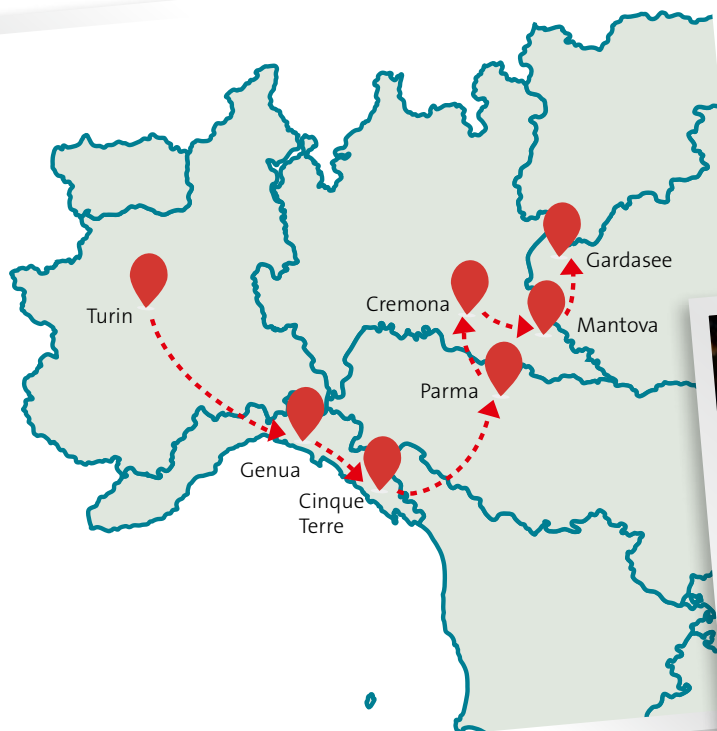 Gardasee
Cremona
Turin
Mantova
Parma
Genua
Cinque
Terre